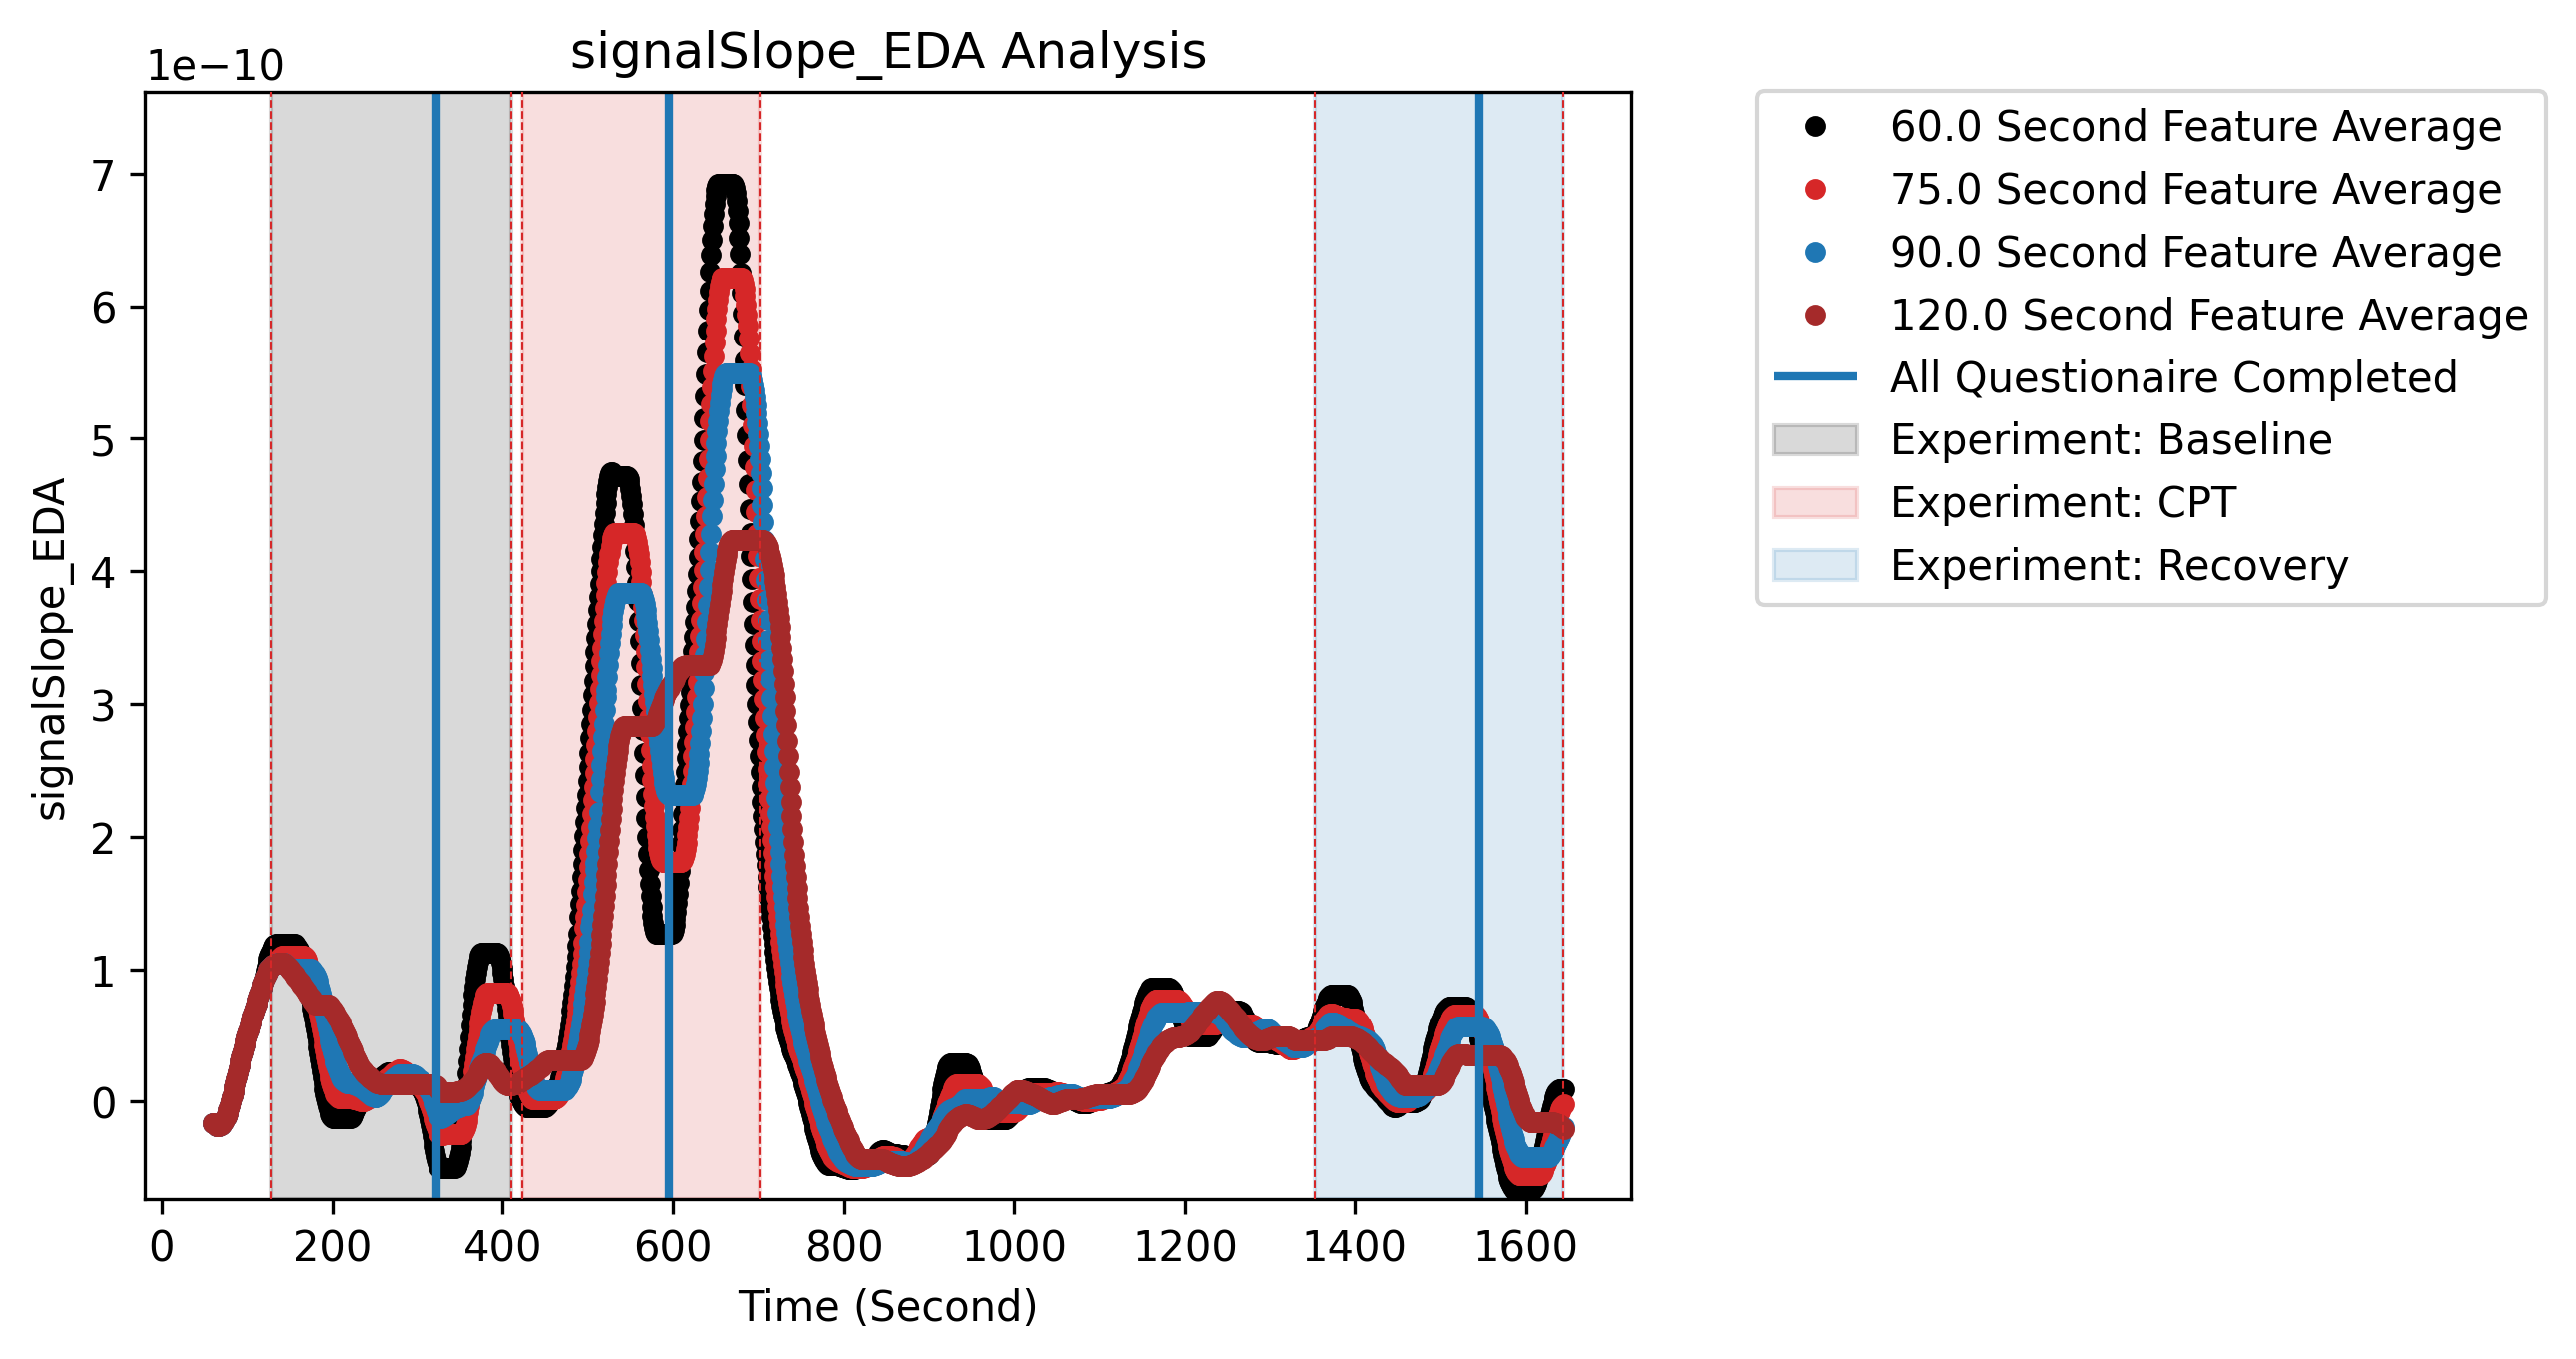 signalSlope_EDA Analysis
1e−10
7
6
5
4
3
2
1
0
signalSlope_EDA
0 200 400 600 800 1000 1200 1400 1600
Time (Second)
60.0 Second Feature Average
75.0 Second Feature Average
90.0 Second Feature Average
120.0 Second Feature Average
All Questionaire Completed
Experiment: Baseline
Experiment: CPT
Experiment: Recovery